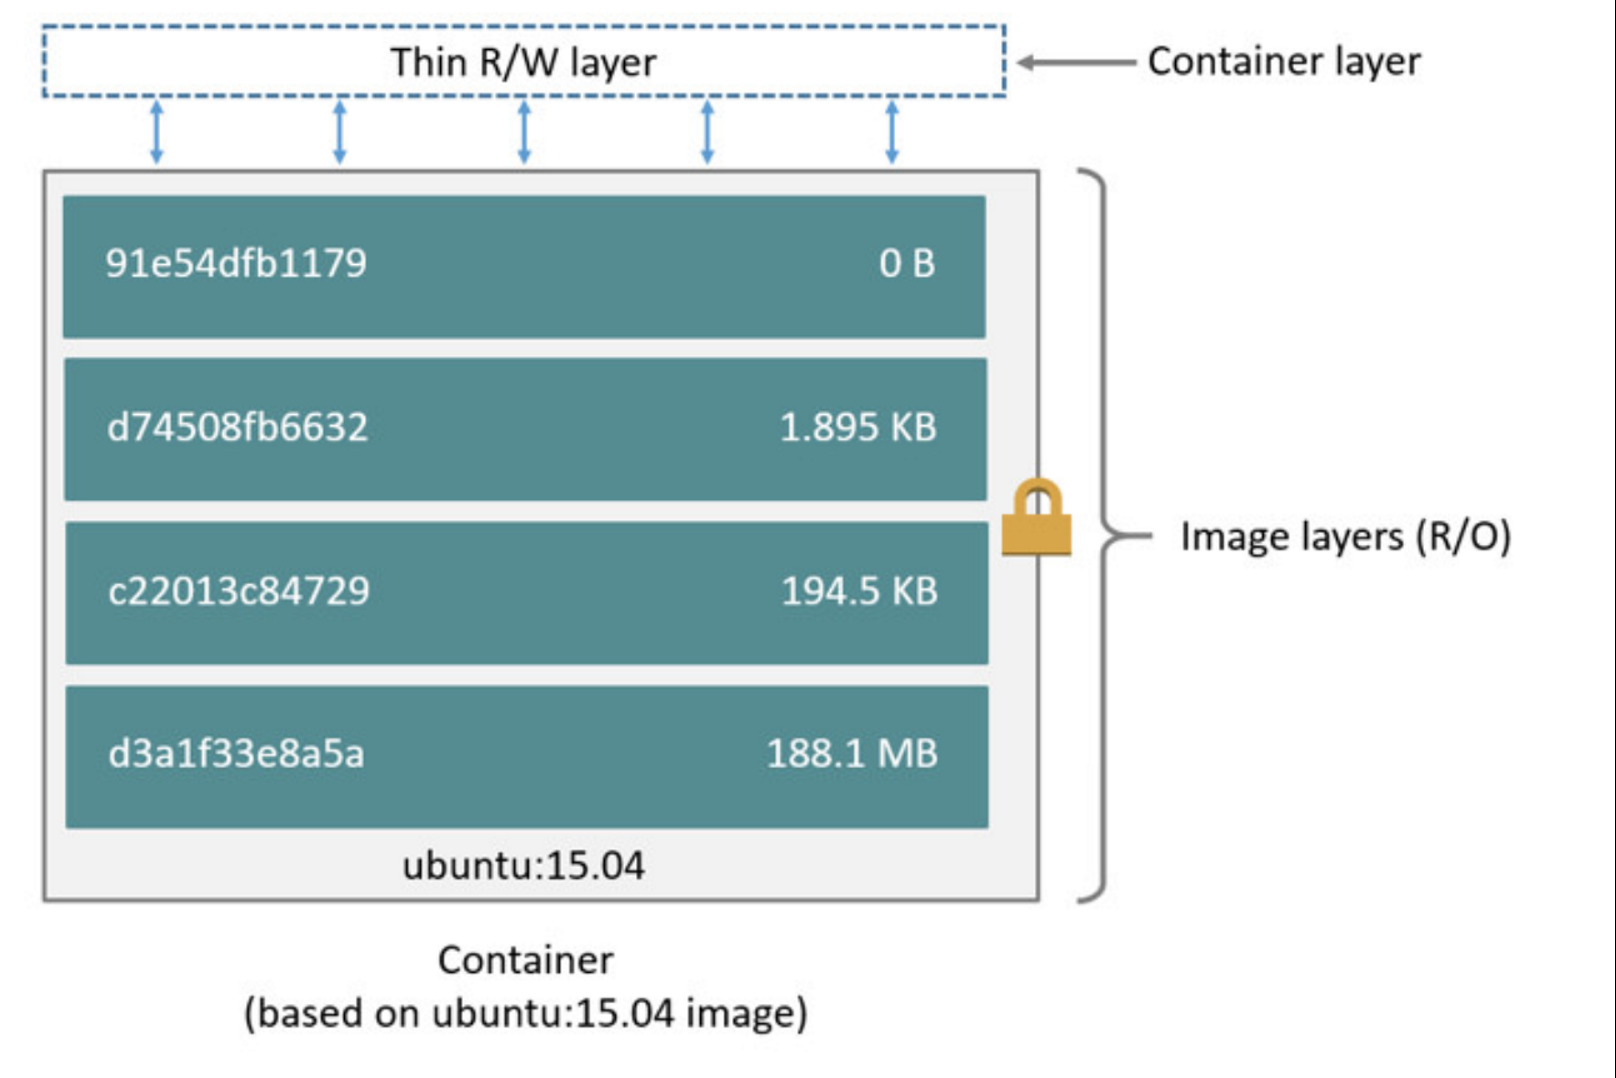 Thin R/W layer
Container layer
91e54dfb1179 0 B
d74508fb6632 1.895 KB
c22013c84729 194.5 KB
d3a1f33e8a5a 188.1 MB
Image layers (R/O)
ubuntu:15.04
Container
(based on ubuntu:15.04 image)